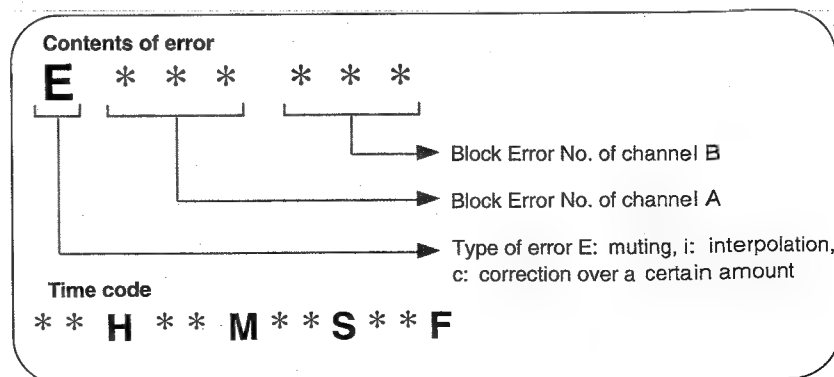 Contents of error
E * * * * * *
Block Error No. of channel B
Block Error No. of channel A
Type of error E: muting, i: interpolation,
c: correction over a certain amount
Time code
* * H * * M * * S * * F